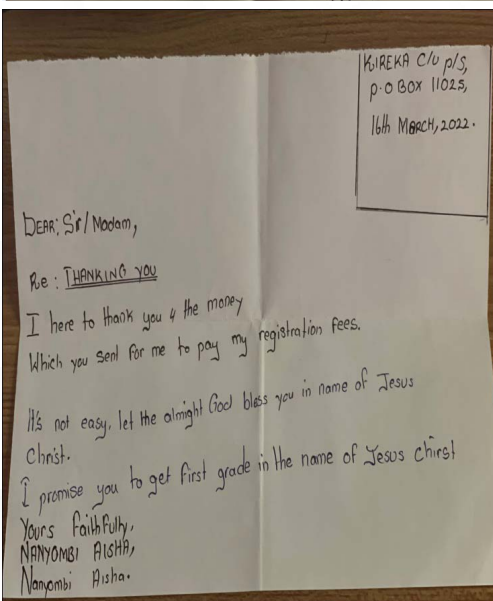 KIREKA C/U P/S,
P.O BOX 11025,
16th MARCH, 2022.
DEAR; Sir/Madam,
Re: THANKING YOU
I here to thank you 4 the money
Which you sent for me to pay my registration fees.
It's not easy, let the almight God bless you in name of Jesus
Christ.
I promise you to get first grade in the name of Jesus chirst
Yours faithfully,
NANYOMBI AISHA,
Nanyombi Aisha.